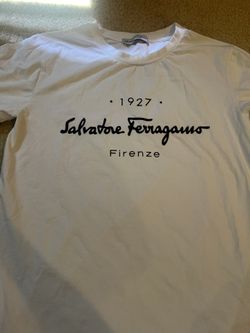 · 1927 ·
Salvatore Ferragamo
Firenze